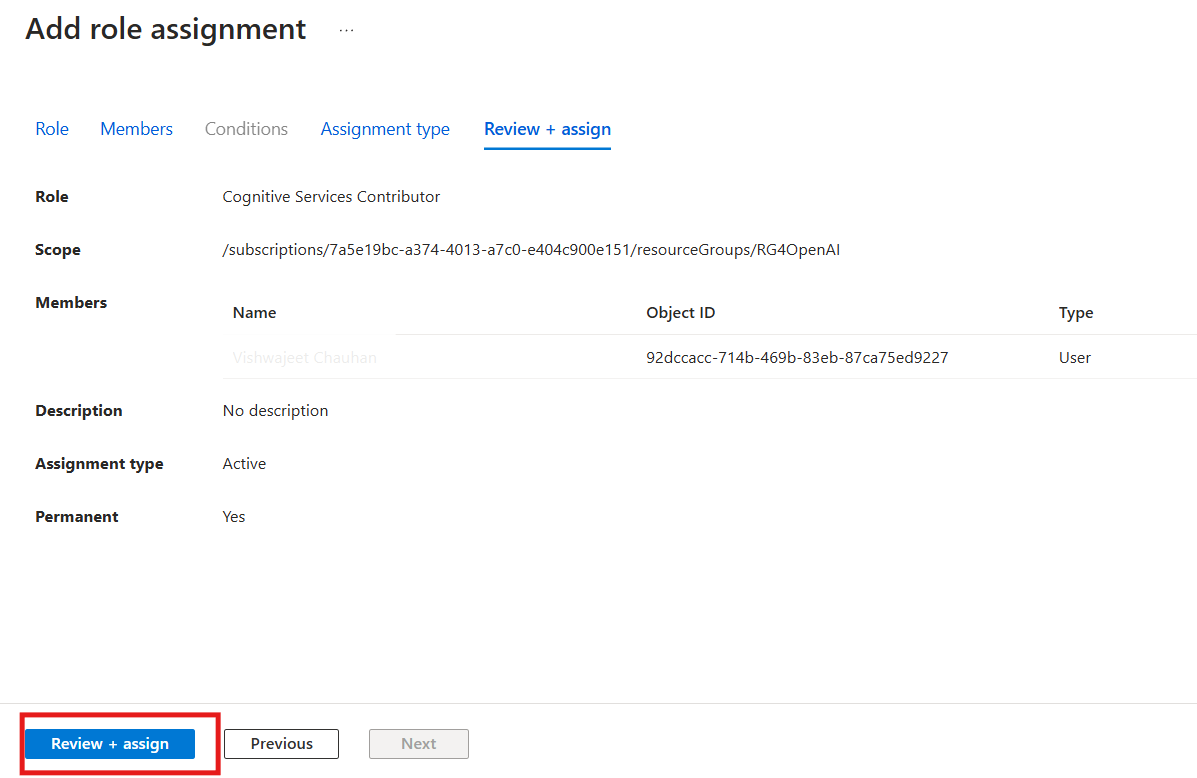 Add role assignment ...
Role Members Conditions Assignment type Review + assign
Role Cognitive Services Contributor
Scope /subscriptions/7a5e19bc-a374-4013-a7c0-e404c900e151/resourceGroups/RG4OpenAI
Members Name Object ID Type
Vishwajeet Chauhan 92dccacc-714b-469b-83eb-87ca75ed9227 User
Description No description
Assignment type Active
Permanent Yes
Review + assign Previous Next